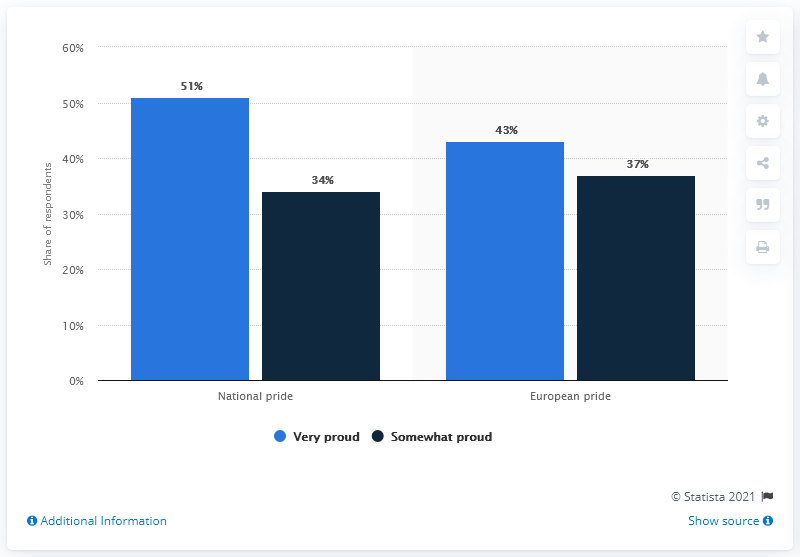 60%
50%
40%
30%
20%
10%
0%
Share of respondents
51%
34%
43%
37%
National pride
European pride
Very proud
Somewhat proud
© Statista 2021
Additional Information
Show source